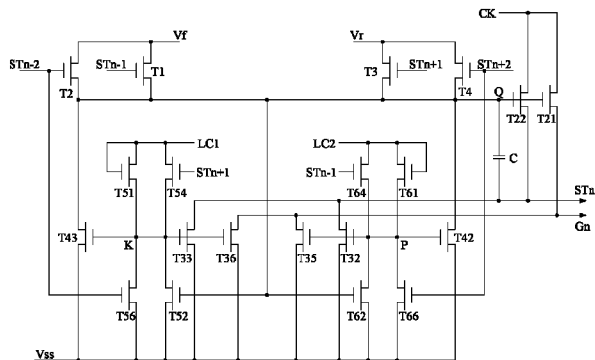 Vf
Vr
CK
STn-2
STn-1
T1
T2
T3
STn+1
STn+2
T4
Q
T22
T21
LC1
LC2
C
T51
T54
STn+1
STn-1
T64
T61
STn
Gn
T43
K
T33
T36
T35
T32
P
T42
T56
T52
T62
T66
Vss